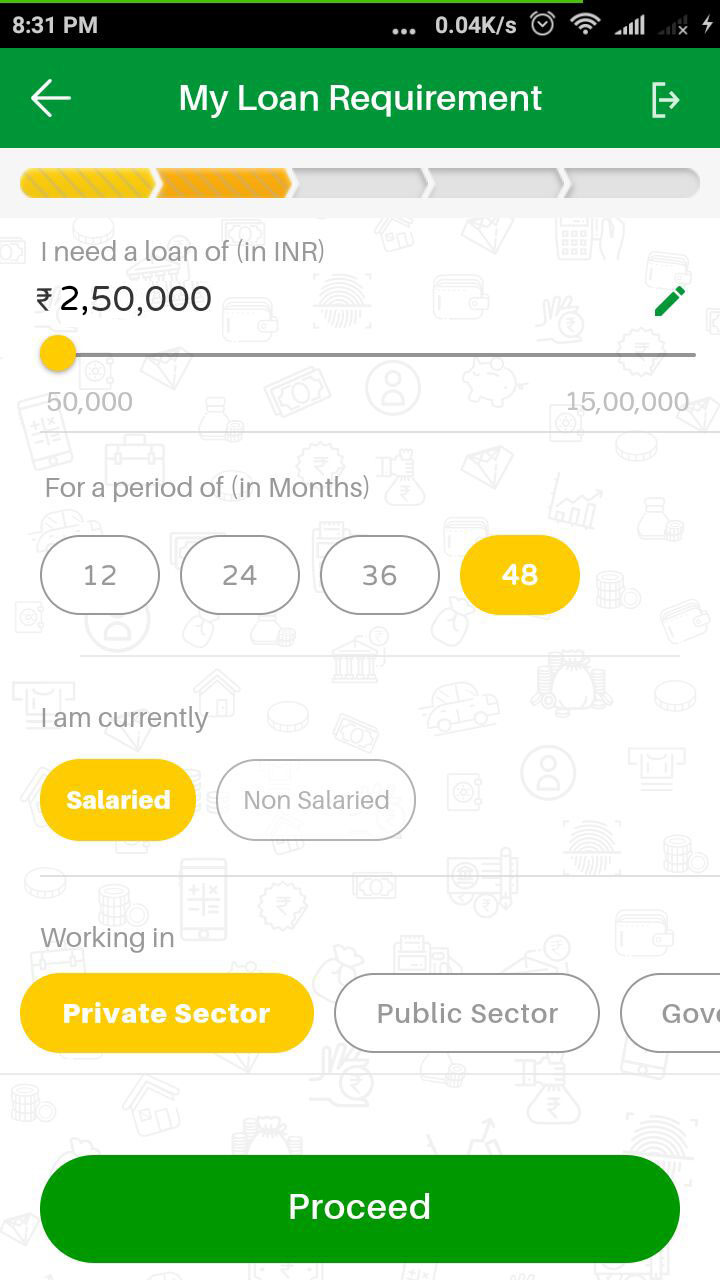 8:31 PM ... 0.04K/s
My Loan Requirement
I need a loan of (in INR)
₹ 2,50,000
50,000 15,00,000
For a period of (in Months)
12 24 36 48
I am currently
Salaried Non Salaried
Working in
Private Sector Public Sector Gove
Proceed